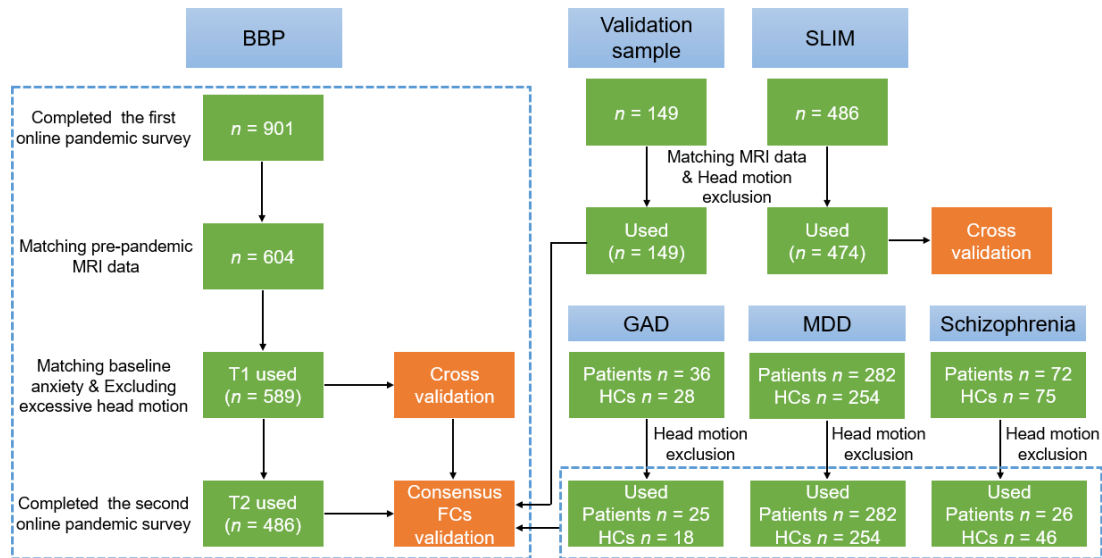 BBP
Completed the first
online pandemic survey
n = 901
Matching pre-pandemic
MRI data
n = 604
Matching baseline
anxiety & Excluding
excessive head motion
T1 used
(n = 589)
Cross
validation
Completed the second
online pandemic survey
T2 used
(n = 486)
Consensus
FCs
validation
Validation
sample
n = 149
SLIM
n = 486
Matching MRI data
& Head motion
exclusion
Used
(n = 149)
Used
(n = 474)
Cross
validation
GAD
Patients n = 36
HCs n = 28
Head motion
exclusion
Used
Patients n = 25
HCs n = 18
MDD
Patients n = 282
HCs n = 254
Head motion
exclusion
Used
Patients n = 282
HCs n = 254
Schizophrenia
Patients n = 72
HCs n = 75
Head motion
exclusion
Used
Patients n = 26
HCs n = 46